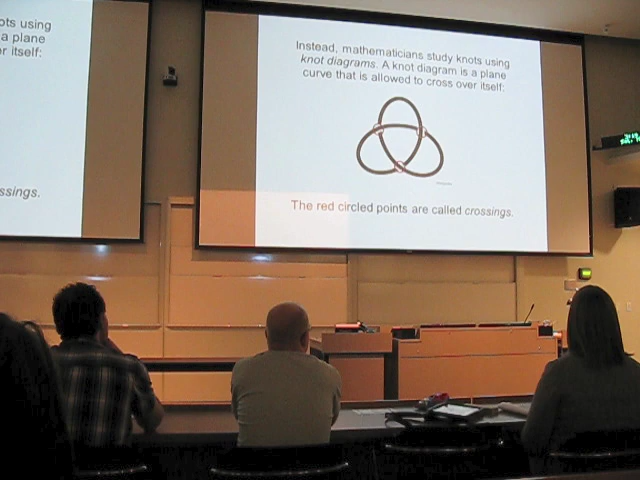 ots using
a plane
r itself:
ssings.
Instead, mathematicians study knots using
knot diagrams. A knot diagram is a plane
curve that is allowed to cross over itself:
The red circled points are called crossings.